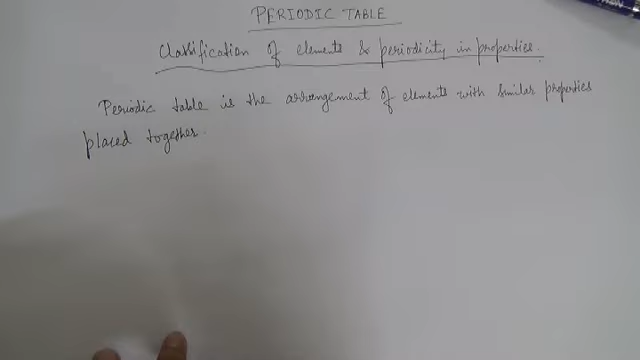 PERIODIC TABLE
Classification of elements & periodicity in properties.
Periodic table is the arrangement of elements with similar properties
placed together.